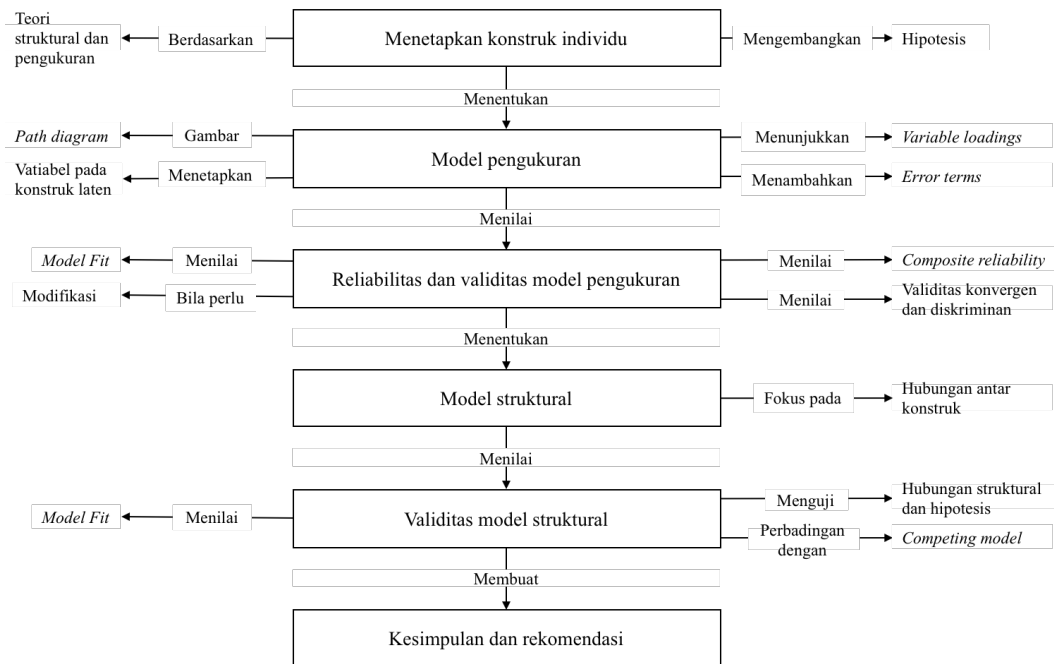 Teori
struktural dan
pengukuran
Berdasarkan
Menetapkan konstruk individu
Mengembangkan
Hipotesis
Menentukan
Path diagram
Gambar
Model pengukuran
Menunjukkan
Variable loadings
Vatiabel pada
konstruk laten
Menetapkan
Menambahkan
Error terms
Menilai
Model Fit
Menilai
Reliabilitas dan validitas model pengukuran
Menilai
Composite reliability
Modifikasi
Bila perlu
Menilai
Validitas konvergen
dan diskriminan
Menentukan
Model struktural
Fokus pada
Hubungan antar
konstruk
Menilai
Model Fit
Menilai
Validitas model struktural
Menguji
Hubungan struktural
dan hipotesis
Perbadingan
dengan
Competing model
Membuat
Kesimpulan dan rekomendasi